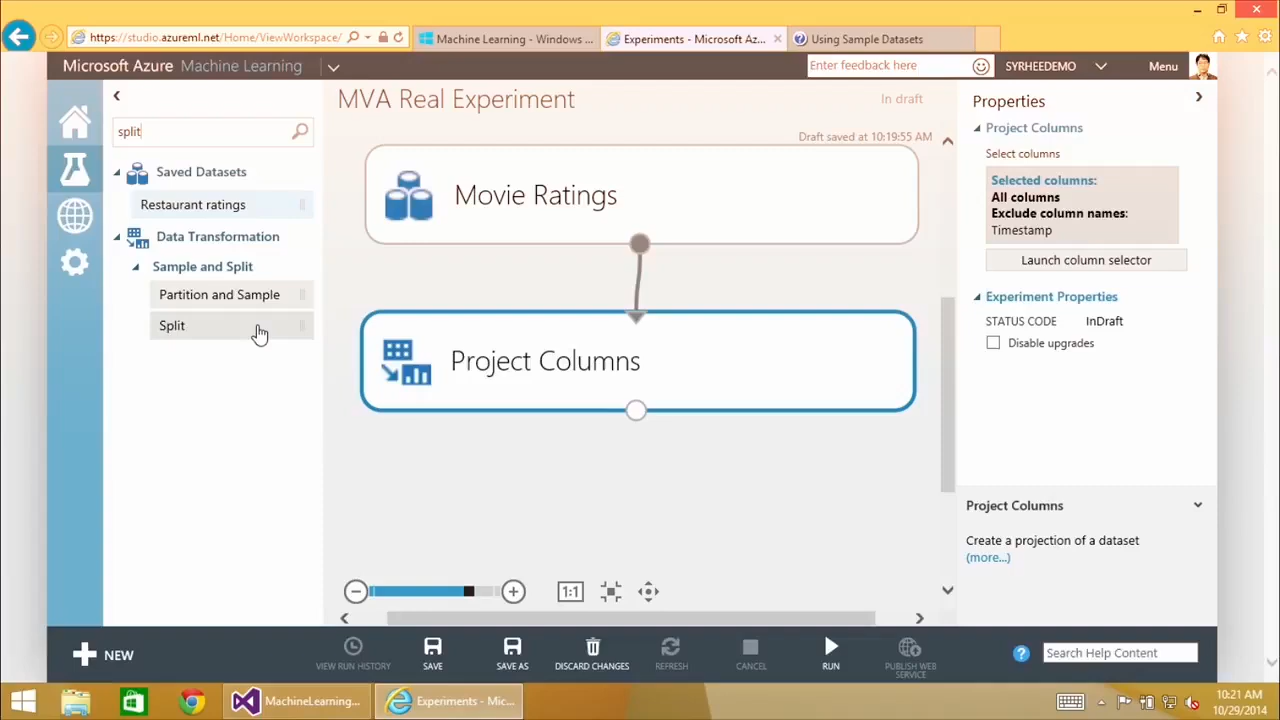 https://studio.azureml.net/Home/ViewWorkspace/
Machine Learning - Windows ...
Experiments - Microsoft Az...
Using Sample Datasets
Microsoft Azure Machine Learning
Enter feedback here
SYRHEEDEMO
Menu
split
Saved Datasets
Restaurant ratings
Data Transformation
Sample and Split
Partition and Sample
Split
MVA Real Experiment
In draft
Draft saved at 10:19:55 AM
Movie Ratings
Project Columns
1:1
Properties
Project Columns
Select columns
Selected columns:
All columns
Exclude column names:
Timestamp
Launch column selector
Experiment Properties
STATUS CODE InDraft
Disable upgrades
Project Columns
Create a projection of a dataset
(more...)
NEW
VIEW RUN HISTORY
SAVE
SAVE AS
DISCARD CHANGES
REFRESH
CANCEL
RUN
PUBLISH WEB
SERVICE
?
Search Help Content
MachineLearning...
Experiments - Mic...
10:21 AM
10/29/2014